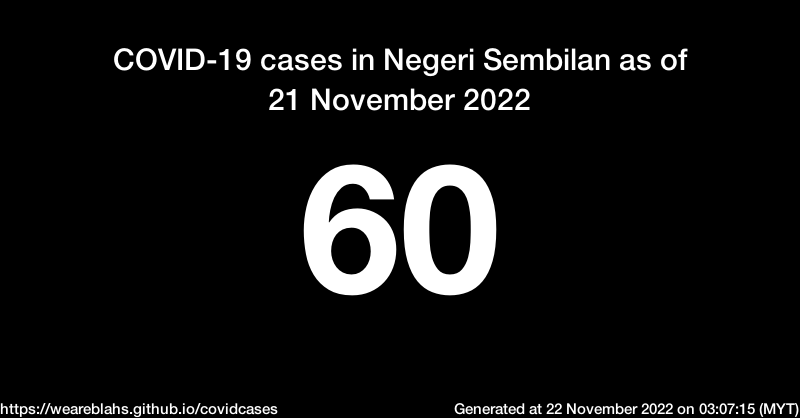 COVID-19 cases in Negeri Sembilan as of
21 November 2022
60
https://weareblahs.github.io/covidcases
Generated at 22 November 2022 on 03:07:15 (MYT)